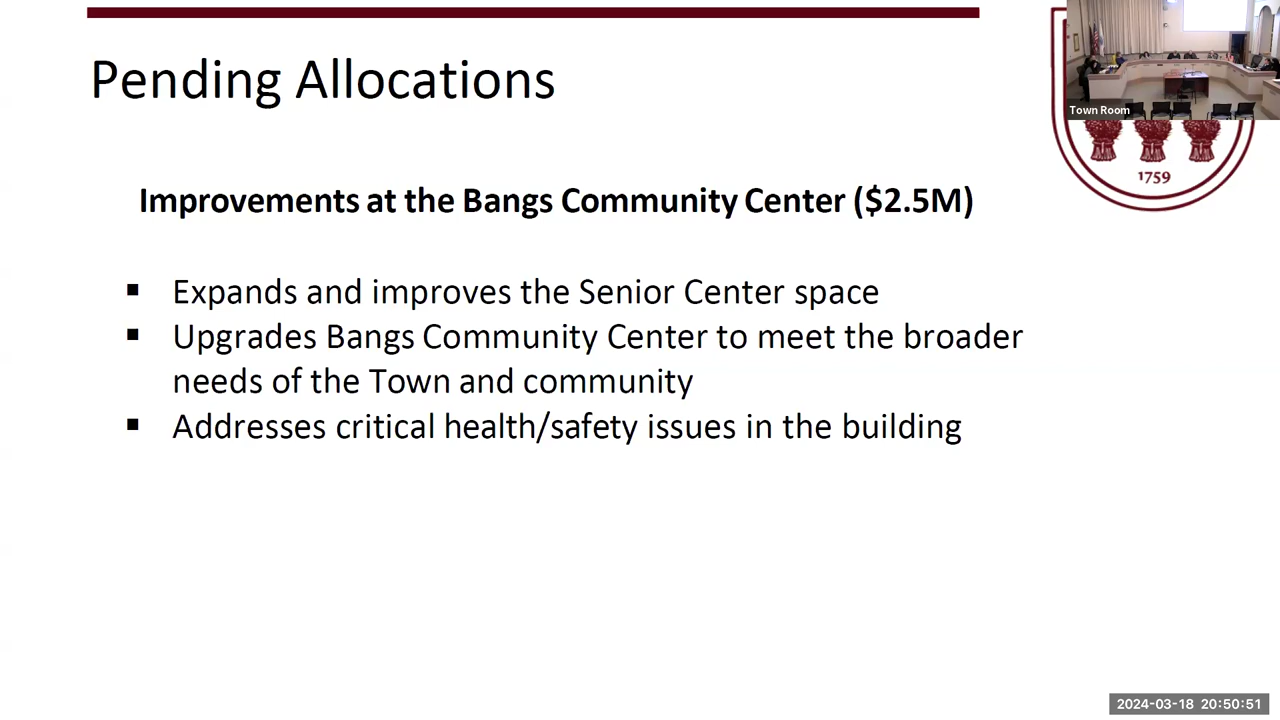 Pending Allocations
Town Room
1759
Improvements at the Bangs Community Center ($2.5M)
▪ Expands and improves the Senior Center space
▪ Upgrades Bangs Community Center to meet the broader
needs of the Town and community
▪ Addresses critical health/safety issues in the building
2024-03-18 20:50:51